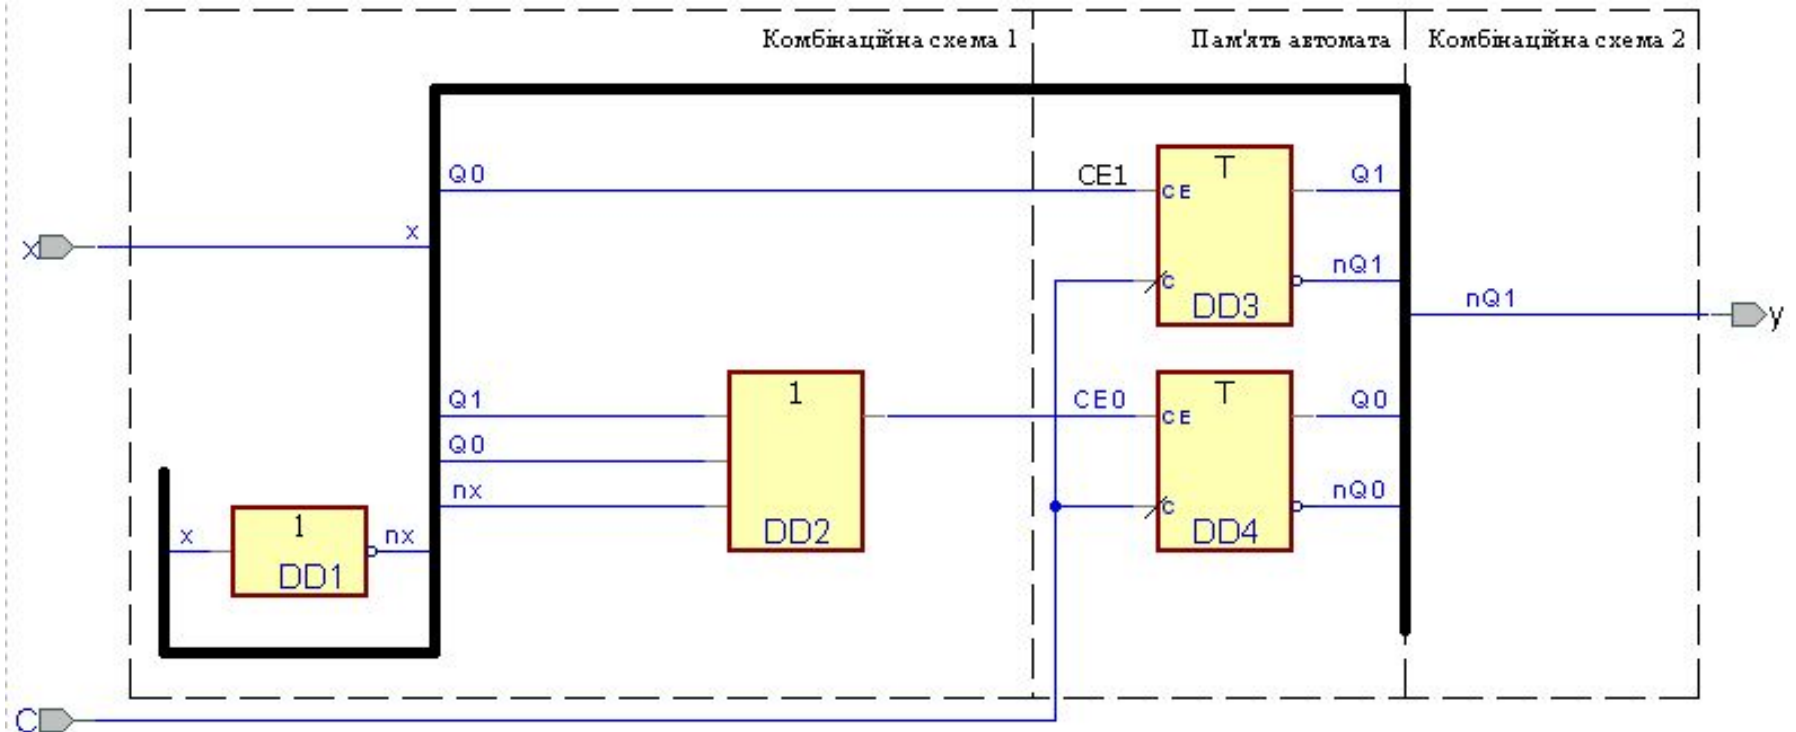 Комбінаційна схема 1
Пам'ять автомата
Комбінаційна схема 2
Q0
CE1
CE
T
Q1
x
x
C
nQ1
DD3
nQ1
y
Q1
1
CE0
CE
T
Q0
Q0
nx
DD2
C
nQ0
DD4
x
1
nx
DD1
C